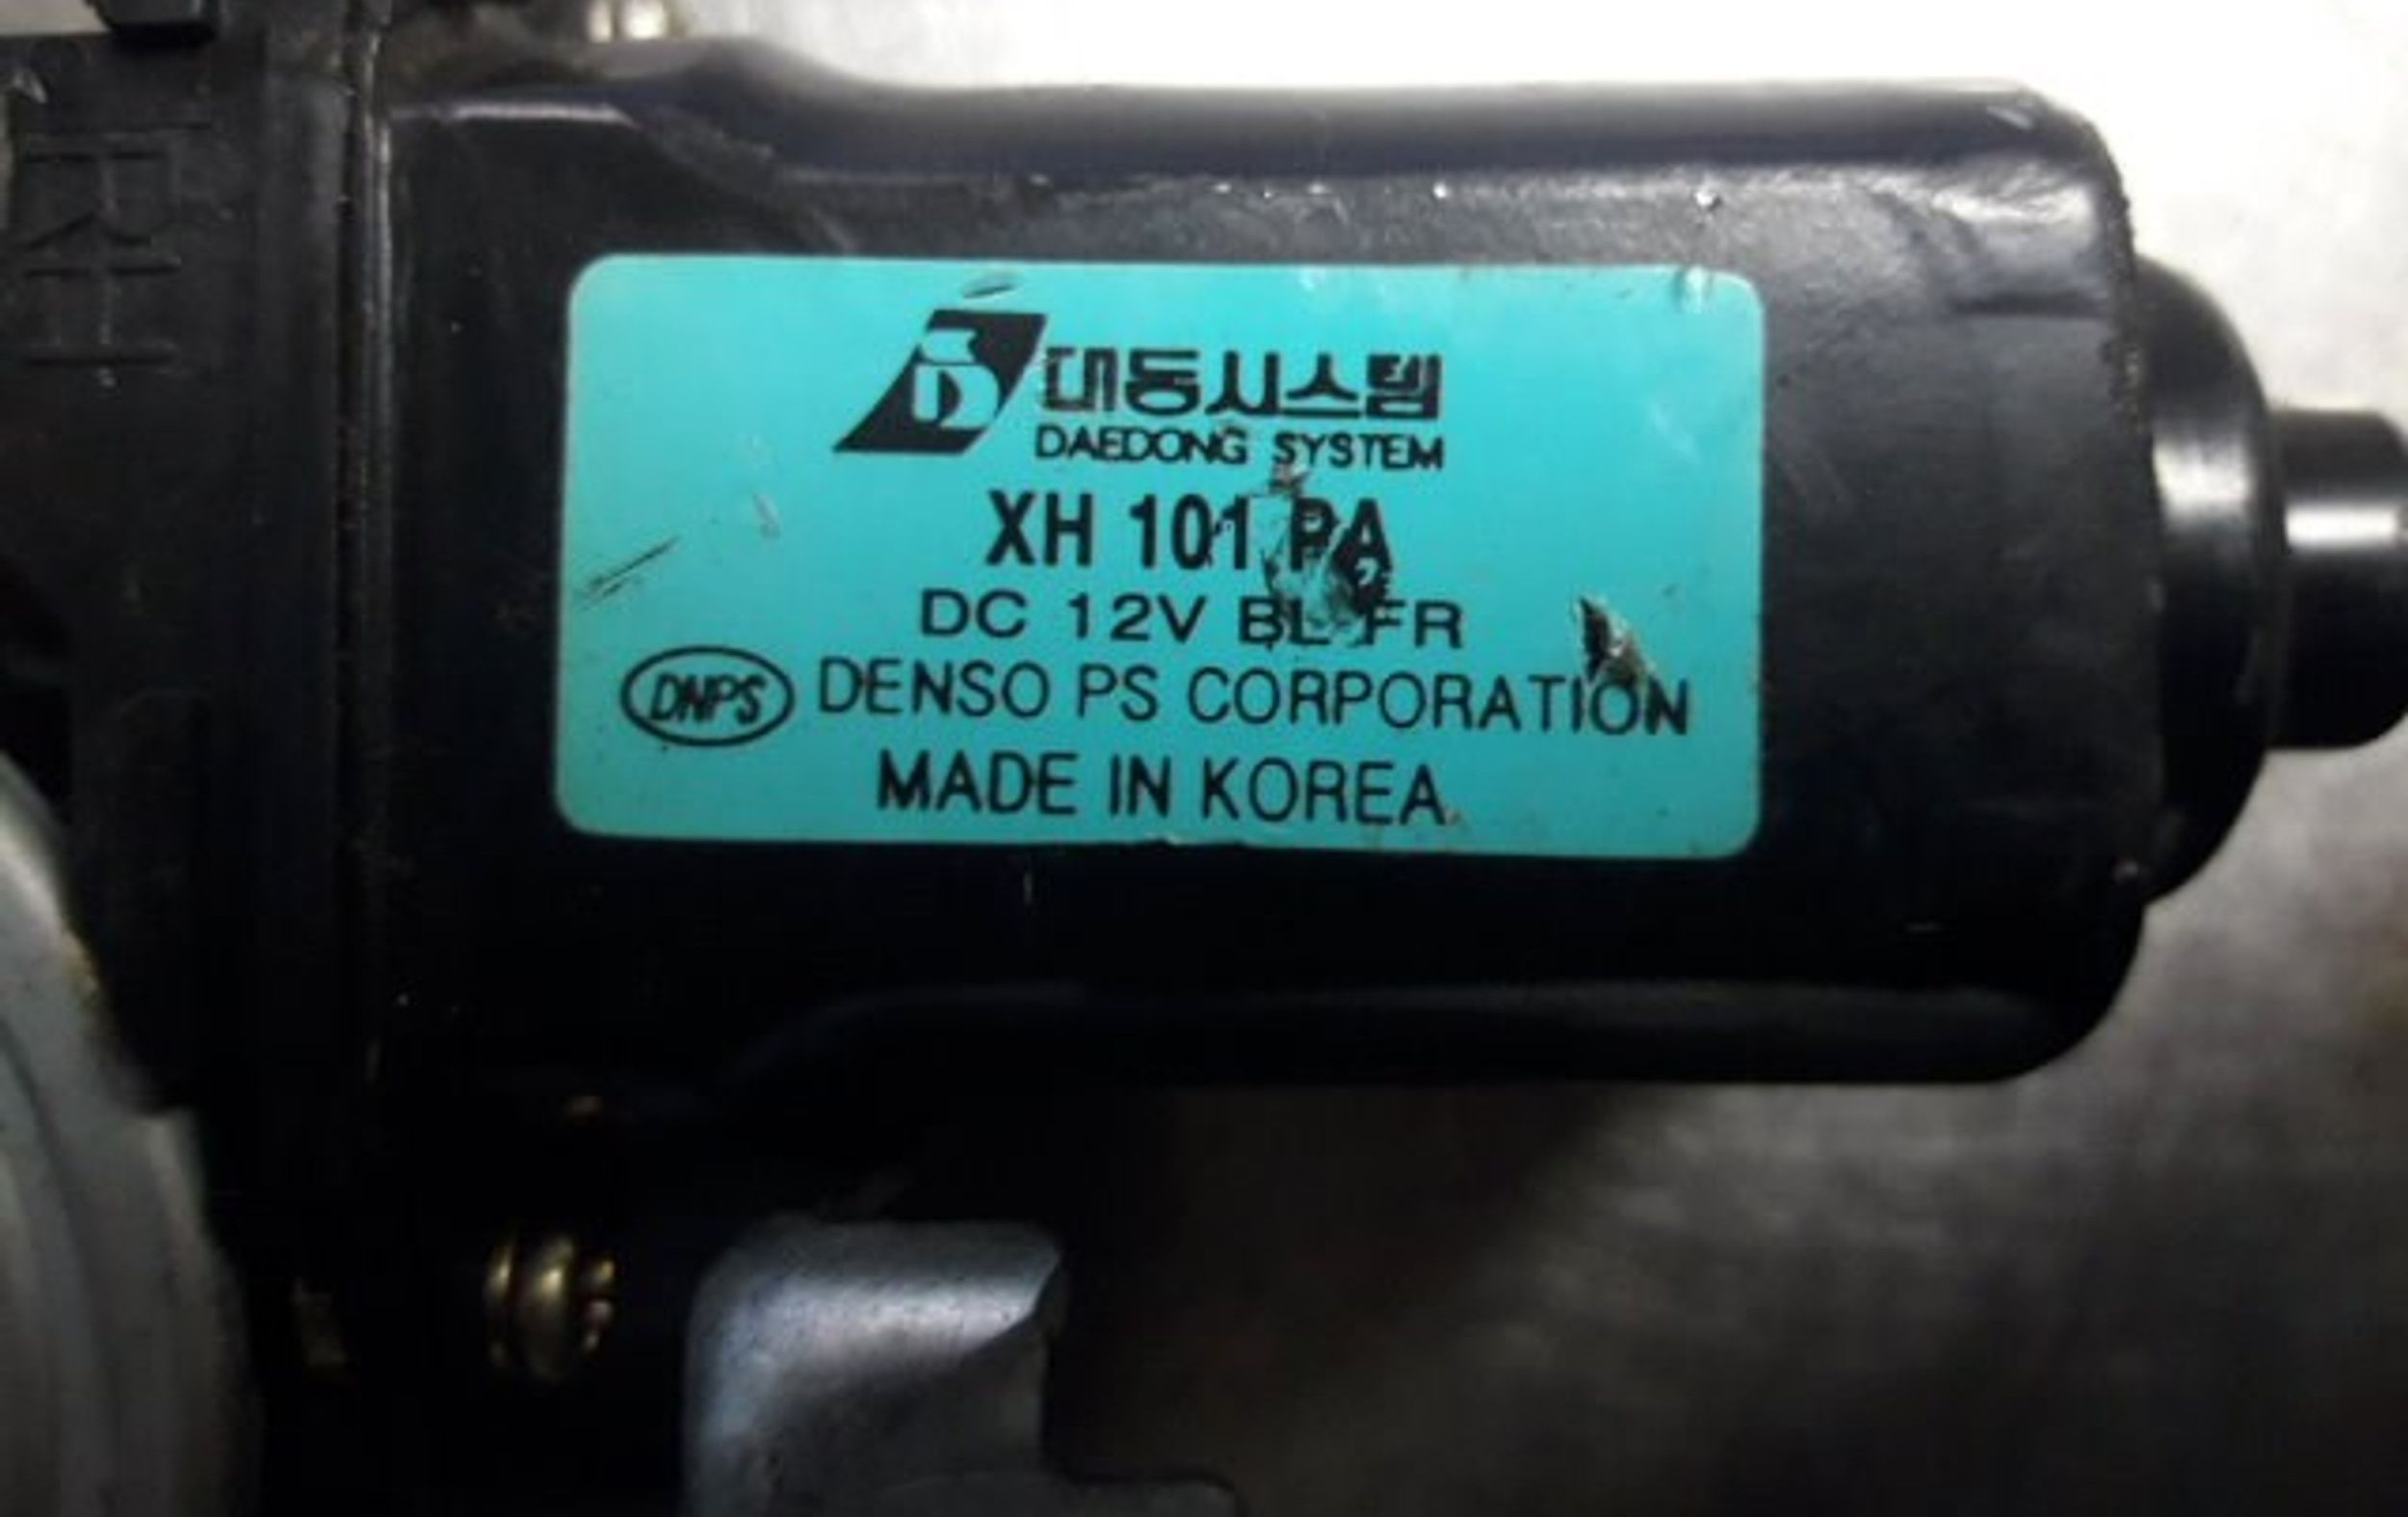 대동시스템
DAEDONG SYSTEM
XH 101 PA
DC 12V BL FR
DNPS DENSO PS CORPORATION
MADE IN KOREA